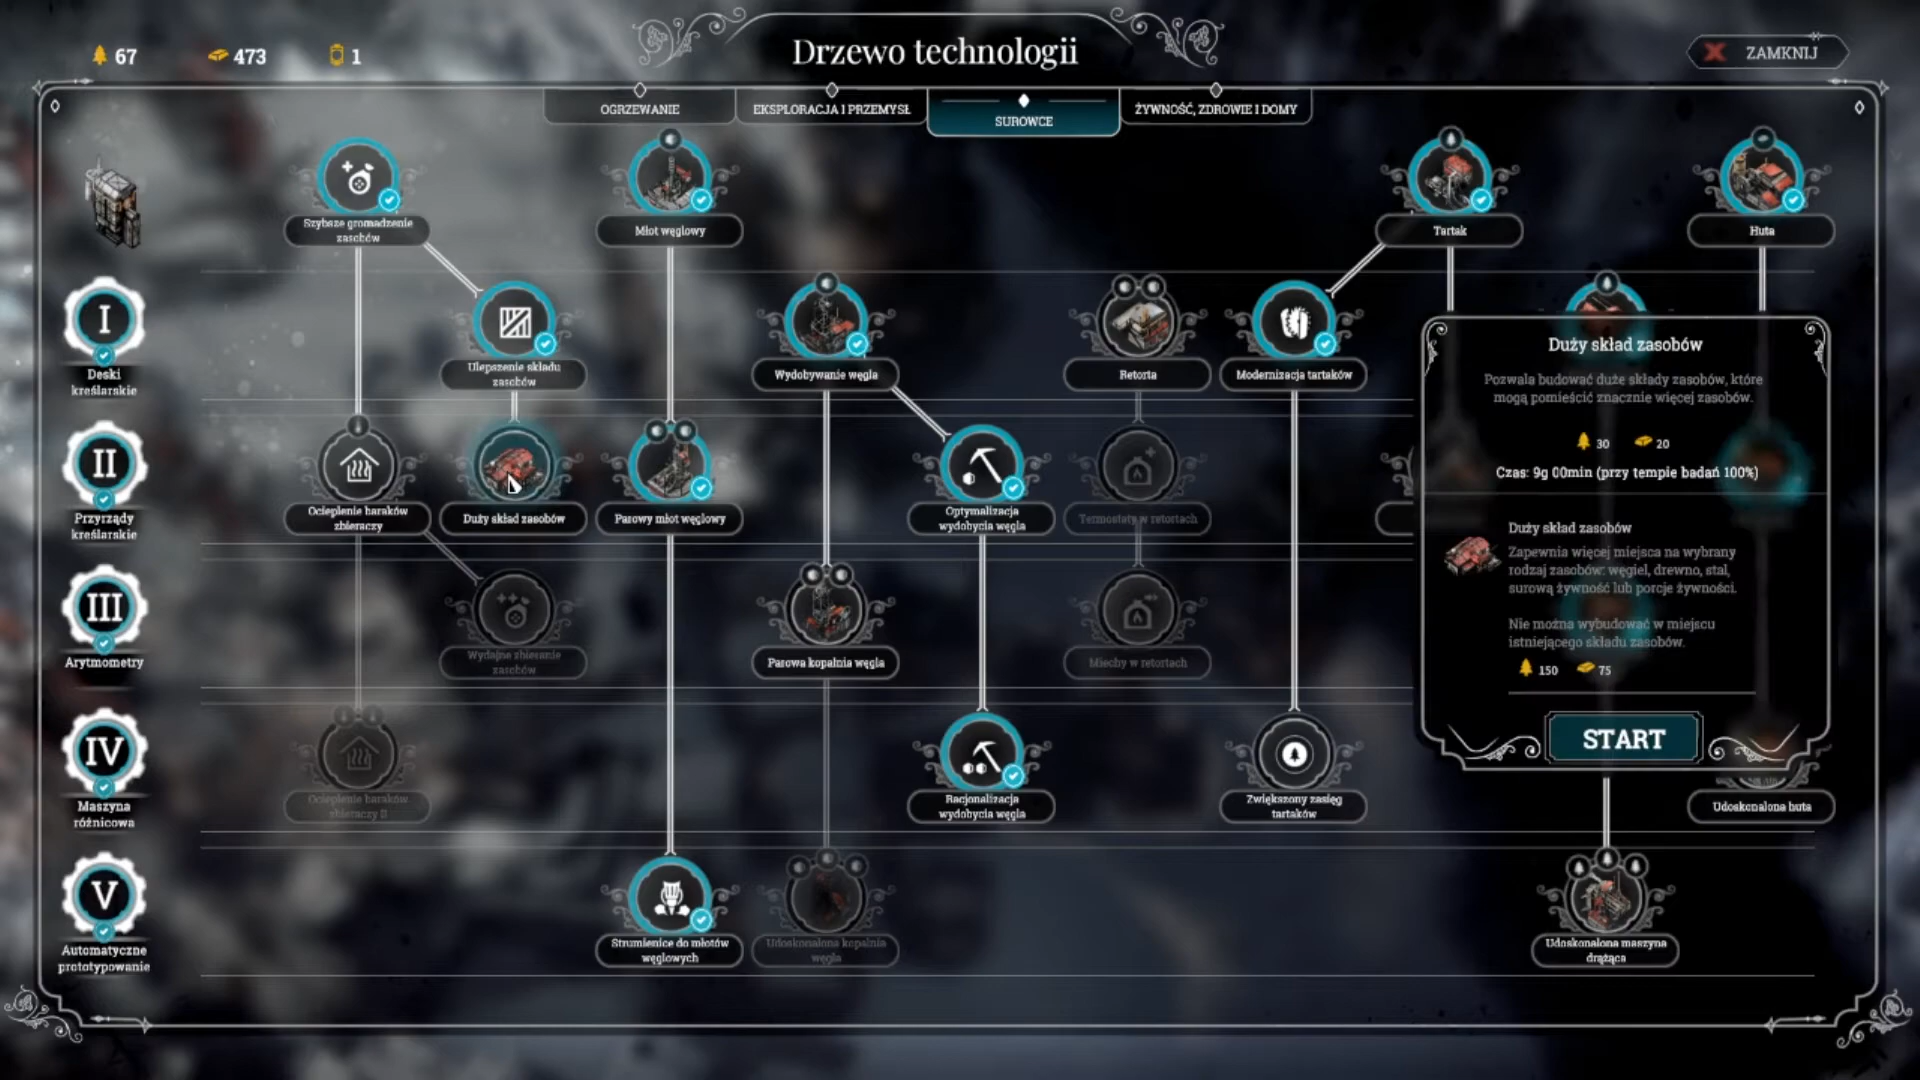 67
473
1
Drzewo technologii
ZAMKNIJ
OGRZEWANIE
EKSPLORACJA I PRZEMYSŁ
SUROWCE
ŻYWNOŚĆ, ZDROWIE I DOMY
Szybsze gromadzenie
zasobów
Młot węglowy
Tartak
Huta
I
Deski
kreślarskie
Ulepszenie składu
zasobów
Wydobywanie węgla
Retorta
Modernizacja tartaków
II
Przyrządy
kreślarskie
Ocieplenie baraków
zbieraczy
Duży skład zasobów
Parowy młot węglowy
Optymalizacja
wydobycia węgla
Termostaty w retortach
III
Arytmometry
Wydajne zbieranie
zasobów
Parowa kopalnia węgla
Miechy w retortach
IV
Maszyna
różnicowa
Ocieplenie baraków
zbieraczy II
Racjonalizacja
wydobycia węgla
Zwiększony zasięg
tartaków
Udoskonalona huta
V
Automatyczne
prototypowanie
Strumienice do młotów
węglowych
Udoskonalona kopalnia
węgla
Udoskonalona maszyna
drążąca
Duży skład zasobów
Pozwala budować duże składy zasobów, które
mogą pomieścić znacznie więcej zasobów.
30 20
Czas: 9g 00min (przy tempie badań 100%)
Duży skład zasobów
Zapewnia więcej miejsca na wybrany
rodzaj zasobów: węgiel, drewno, stal,
surową żywność lub porcje żywności.
Nie można wybudować w miejscu
istniejącego składu zasobów.
150 75
START